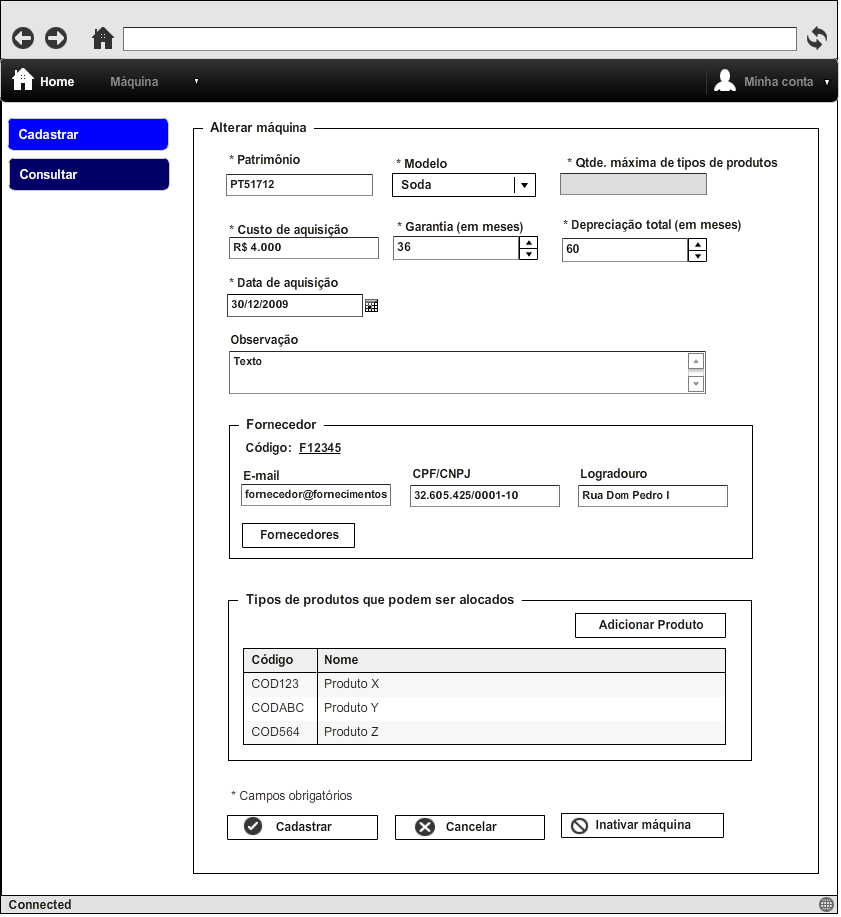 Home Máquina Minha conta
Cadastrar
Consultar
Alterar máquina
* Patrimônio * Modelo * Qtde. máxima de tipos de produtos
PT51712 Soda
* Custo de aquisição * Garantia (em meses) * Depreciação total (em meses)
R$ 4.000 36 60
* Data de aquisição
30/12/2009
Observação
Texto
Fornecedor
Código: F12345
E-mail CPF/CNPJ Logradouro
fornecedor@fornecimentos 32.605.425/0001-10 Rua Dom Pedro I
Fornecedores
Tipos de produtos que podem ser alocados
Adicionar Produto
Código Nome
COD123 Produto X
CODABC Produto Y
COD564 Produto Z
* Campos obrigatórios
Cadastrar Cancelar Inativar máquina
Connected